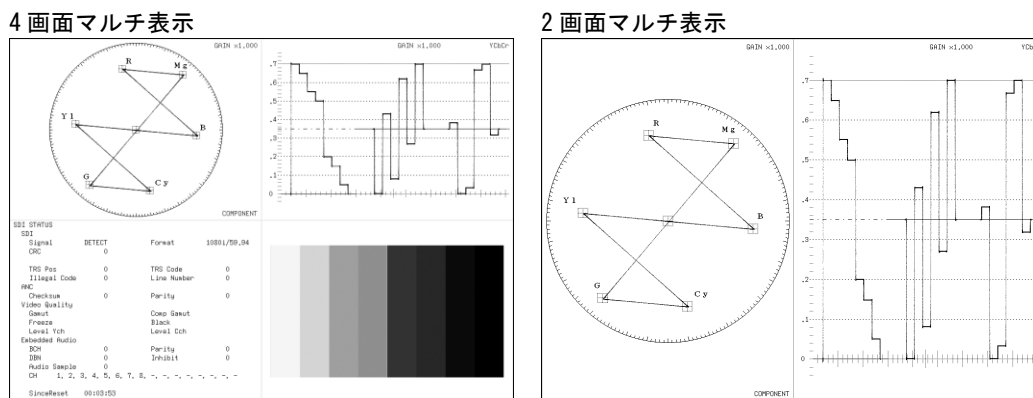 4 画面マルチ表示
GAIN x1,000
R
Mg
Yl
B
G
Cy
COMPONENT
GAIN x1,000 YCbCr
.7
.6
.5
.4
.3
.2
.1
0
SDI STATUS
SDI
Signal DETECT Format 1080i/59.94
CRC 0
TRS Pos 0 TRS Code 0
Illegal Code 0 Line Number 0
ANC
Checksum 0 Parity 0
Video Quality
Gamut Comp Gamut
Freeze Black
Level Ych Level Cch
Embedded Audio
BCH 0 Parity 0
DBN 0 Inhibit 0
Audio Sample 0
CH 1, 2, 3, 4, 5, 6, 7, 8, -, -, -, -, -, -, -, -
SinceReset 00:03:53
2 画面マルチ表示
GAIN x1,000
R
Mg
Yl
B
G
Cy
COMPONENT
GAIN x1,000 YCb
.7
.6
.5
.4
.3
.2
.1
0